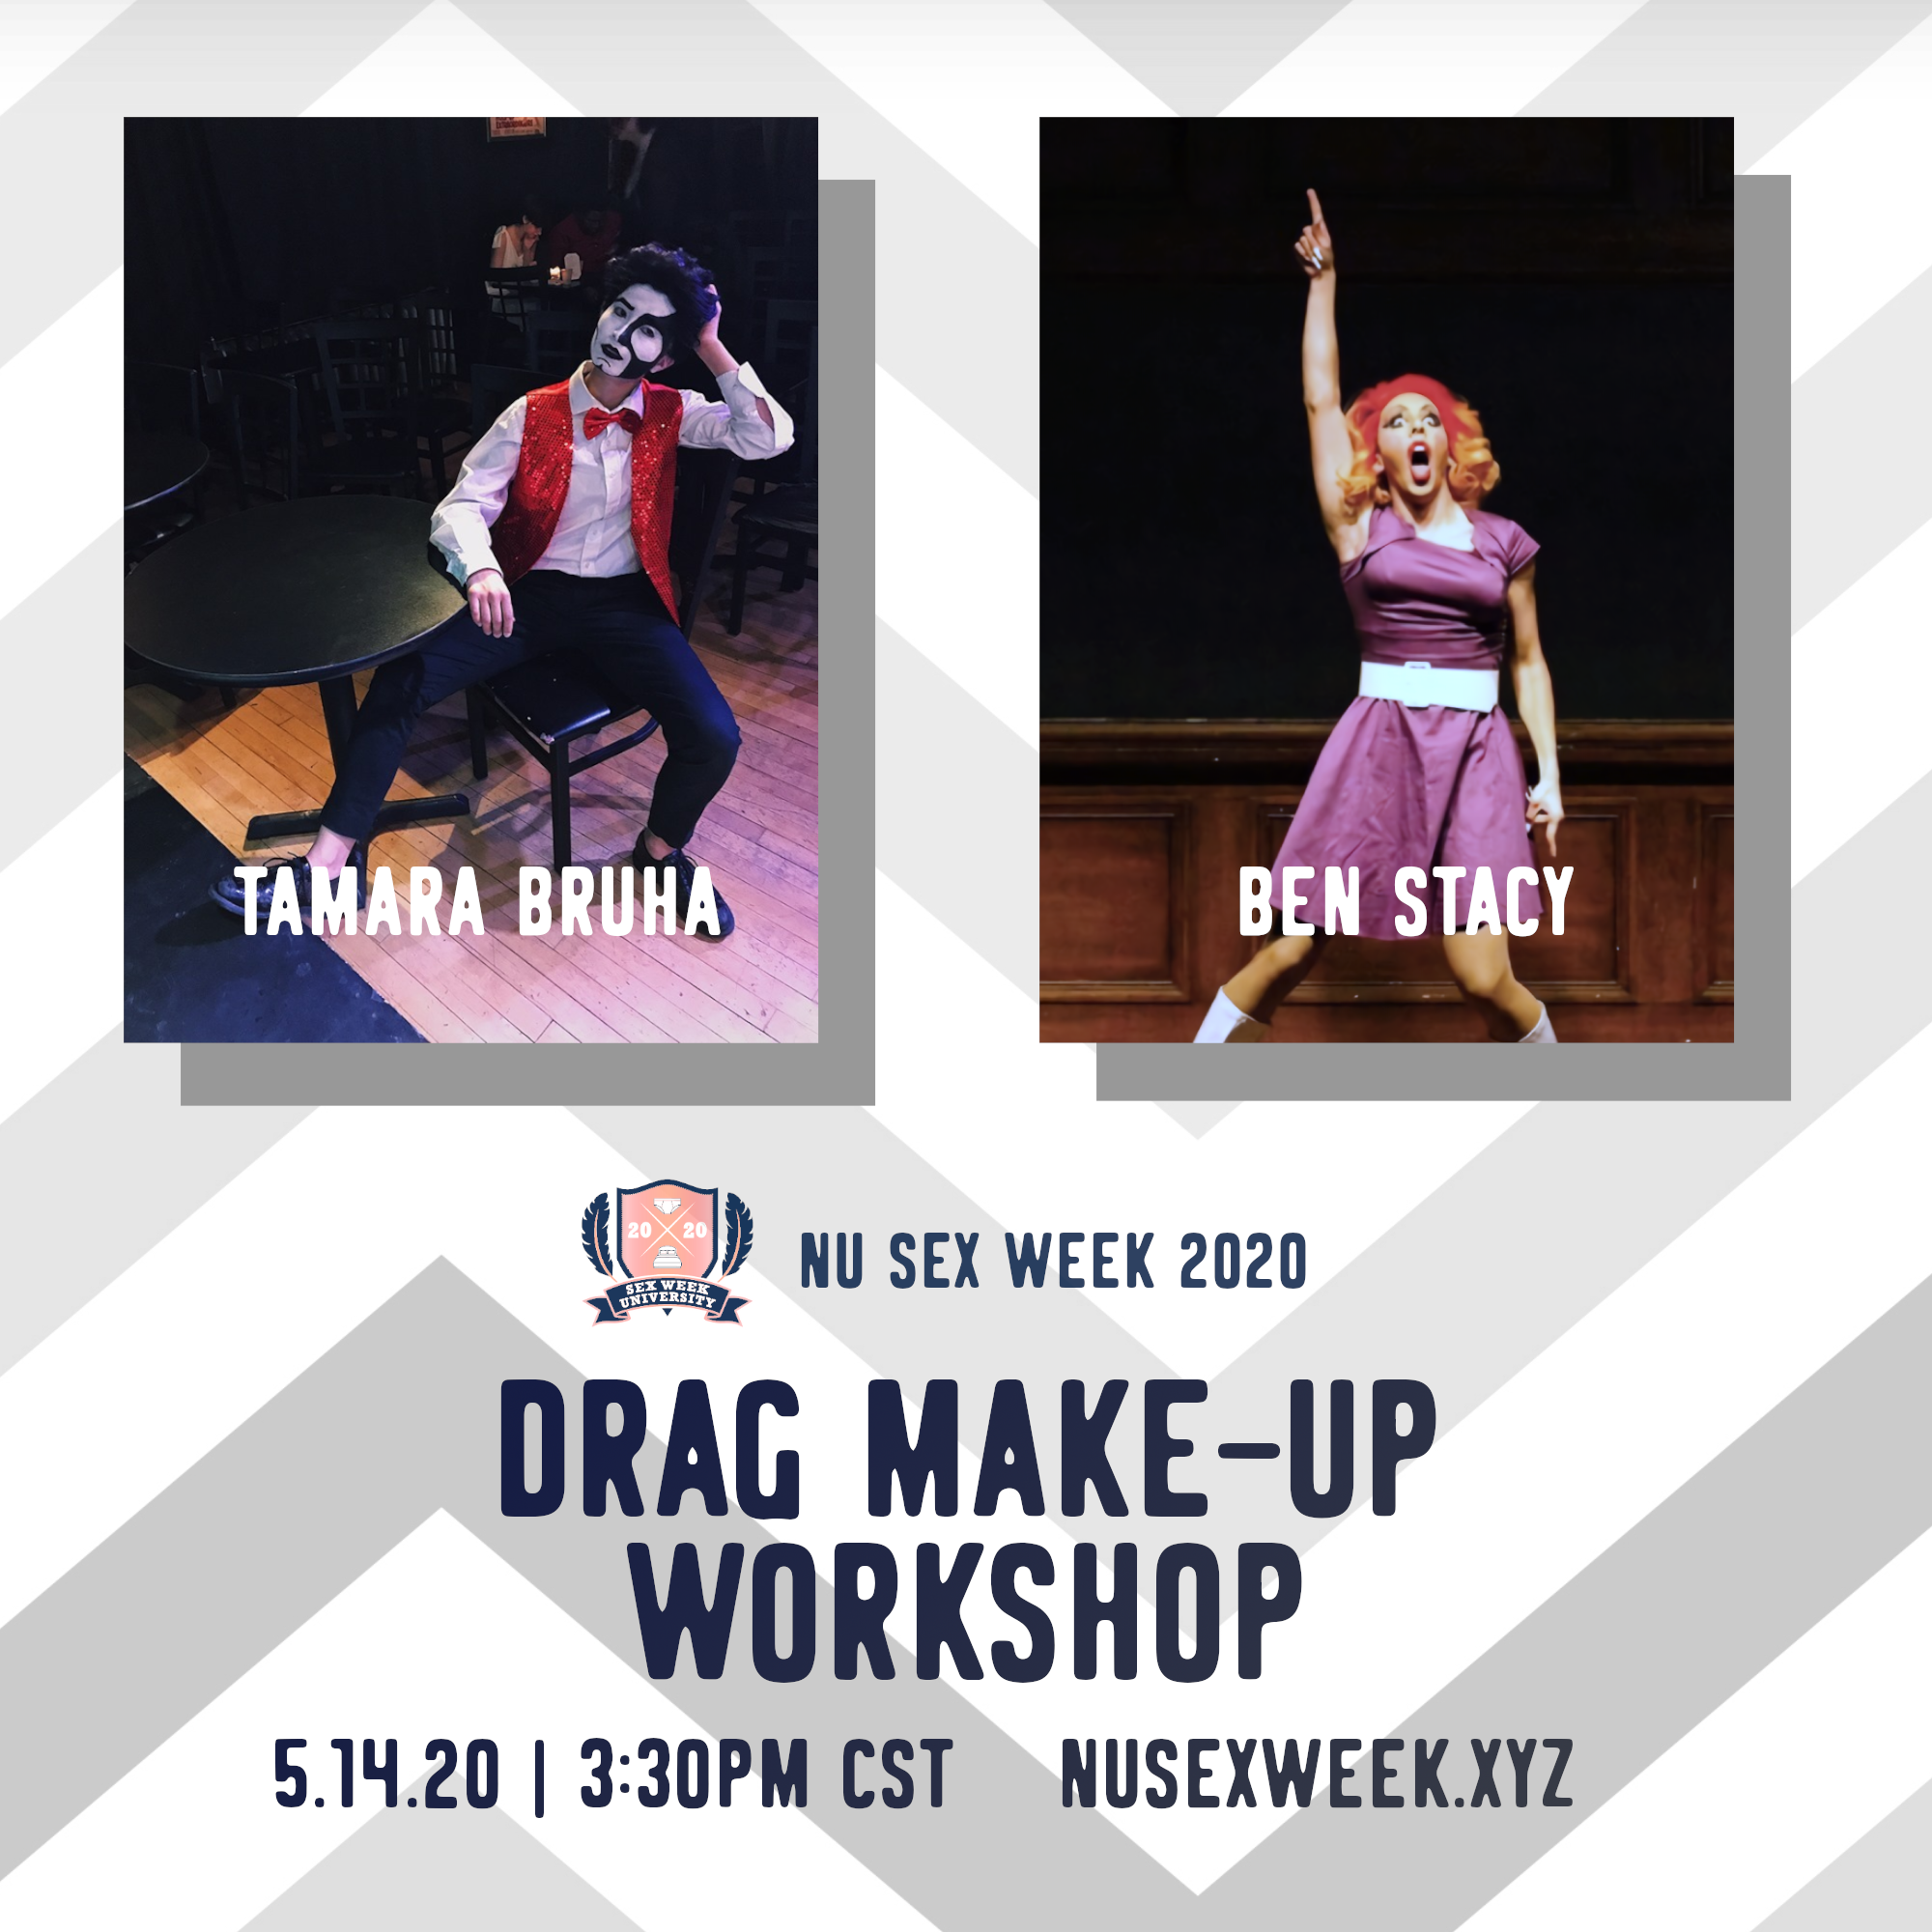 TAMARA BRUHA
BEN STACY
20 20
SEX WEEK
UNIVERSITY
NU SEX WEEK 2020
DRAG MAKE-UP
WORKSHOP
5.14.20 | 3:30PM CST
NUSEXWEEK.XYZ